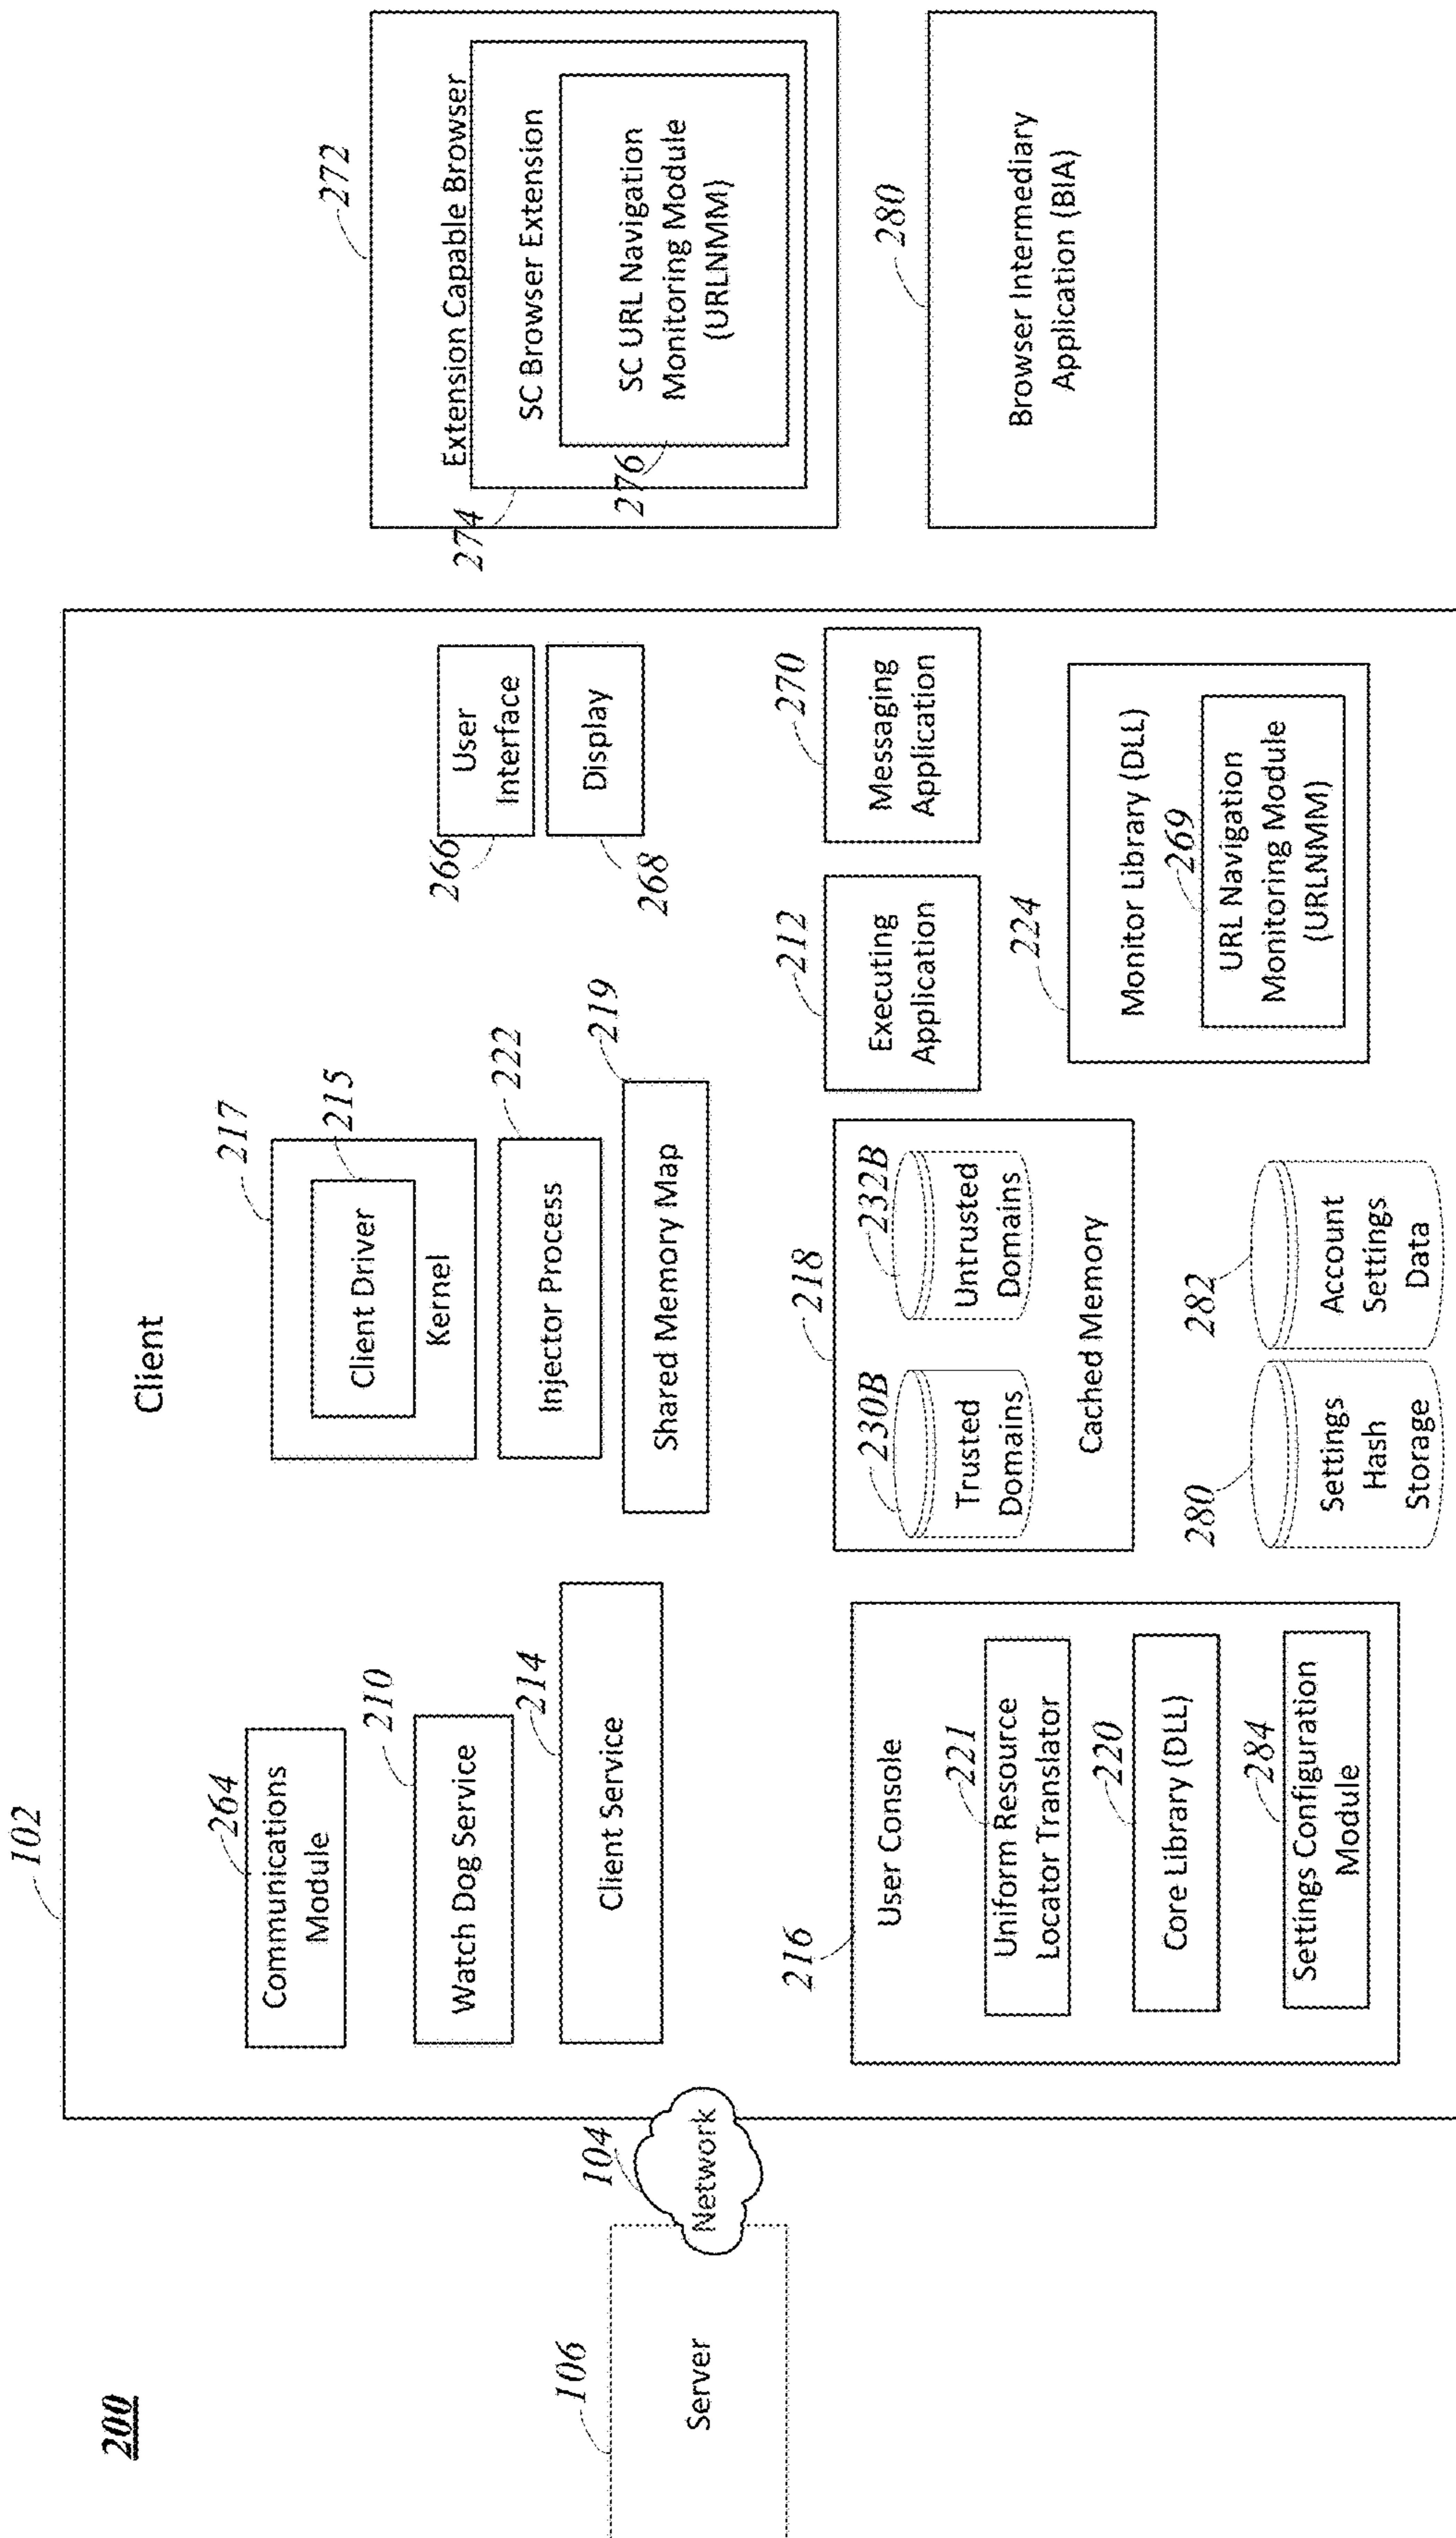 200
106
Server
104
Network
102
Client
264
Communications
Module
210
Watch Dog Service
214
Client Service
217
215
Client Driver
Kernel
222
Injector Process
219
Shared Memory Map
266
User
Interface
Display
268
216
User Console
221
Uniform Resource
Locator Translator
220
Core Library (DLL)
284
Settings Configuration
Module
218
230B
Trusted
Domains
232B
Untrusted
Domains
Cached Memory
280
Settings
Hash
Storage
282
Account
Settings
Data
212
Executing
Application
270
Messaging
Application
224
Monitor Library (DLL)
269
URL Navigation
Monitoring Module
(URLNMM)
272
Extension Capable Browser
274
SC Browser Extension
276
SC URL Navigation
Monitoring Module
(URLNMM)
280
Browser Intermediary
Application (BIA)